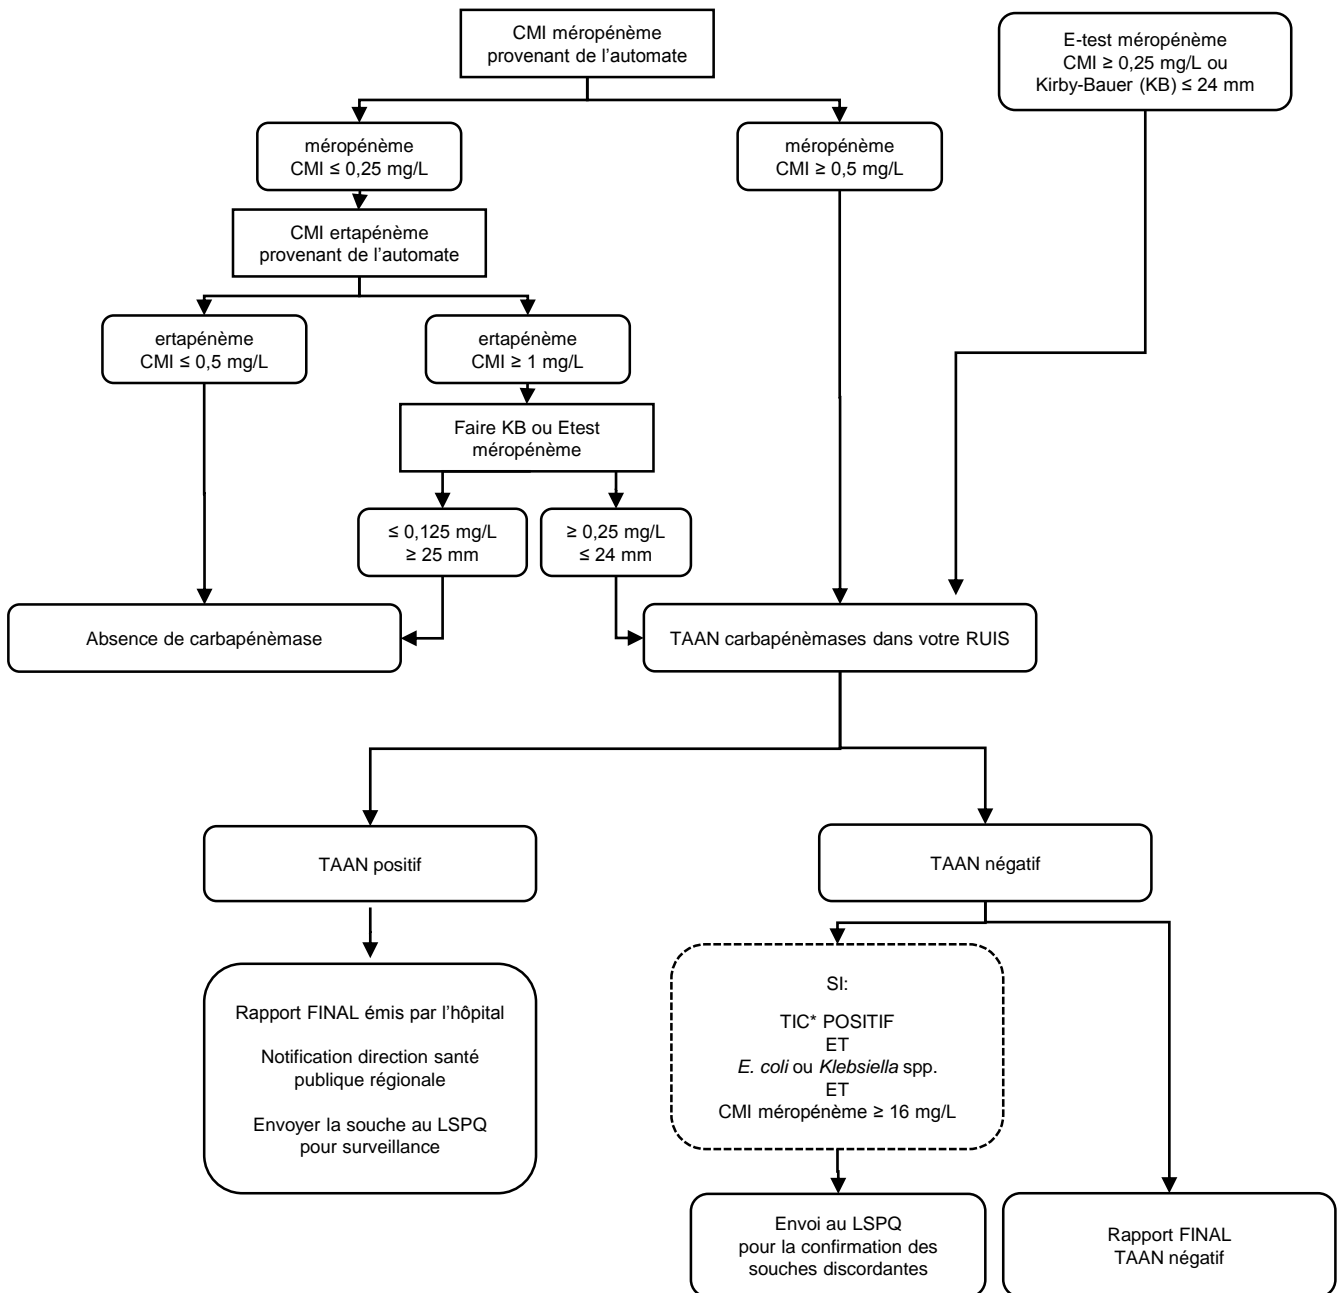 CMI méropénème
provenant de l'automate
E-test méropénème
CMI ≥ 0,25 mg/L ou
Kirby-Bauer (KB) ≤ 24 mm
méropénème
CMI ≤ 0,25 mg/L
méropénème
CMI ≥ 0,5 mg/L
CMI ertapénème
provenant de l'automate
ertapénème
CMI ≤ 0,5 mg/L
ertapénème
CMI ≥ 1 mg/L
Faire KB ou Etest
méropénème
≤ 0,125 mg/L
≥ 25 mm
≥ 0,25 mg/L
≤ 24 mm
Absence de carbapénèmase
TAAN carbapénèmases dans votre RUIS
TAAN positif
TAAN négatif
Rapport FINAL émis par l'hôpital
Notification direction santé
publique régionale
Envoyer la souche au LSPQ
pour surveillance
SI:
TIC* POSITIF
ET
E. coli ou Klebsiella spp.
ET
CMI méropénème ≥ 16 mg/L
Envoi au LSPQ
pour la confirmation des
souches discordantes
Rapport FINAL
TAAN négatif